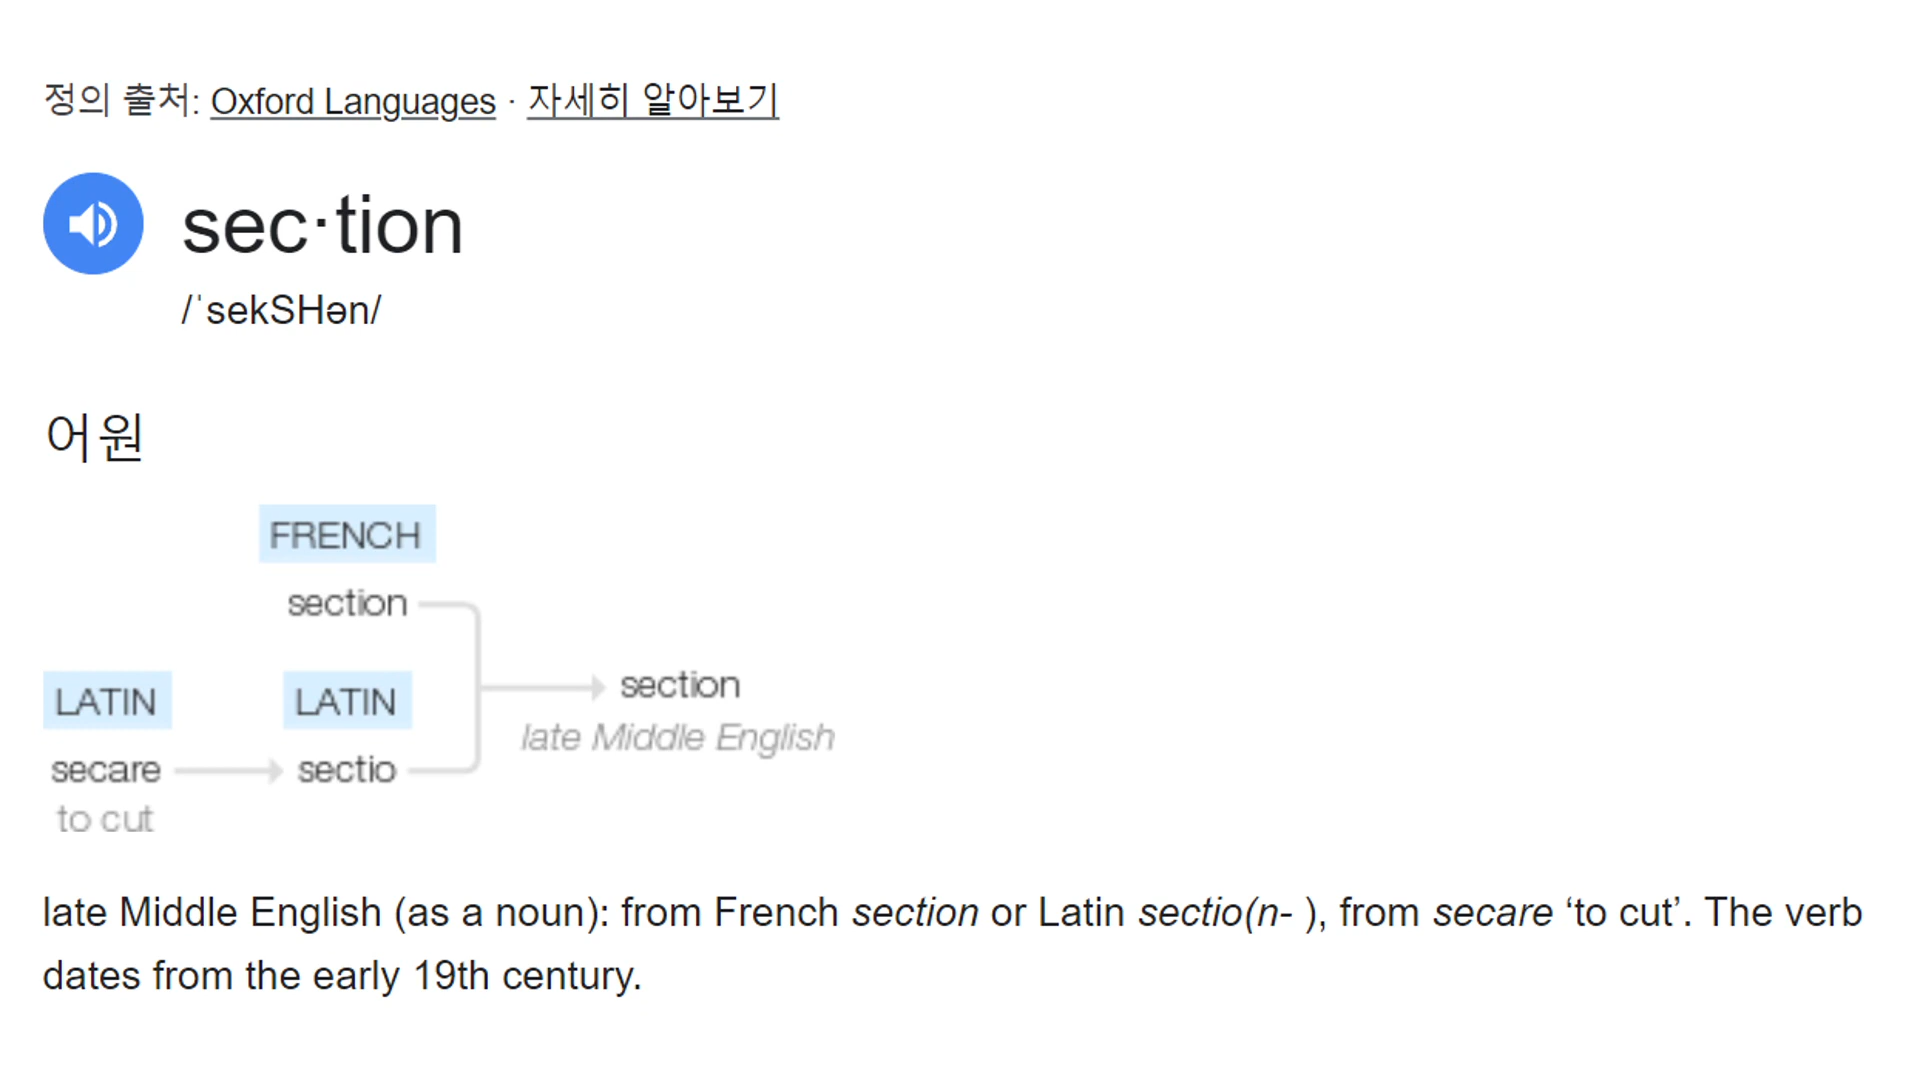 정의 출처: Oxford Languages · 자세히 알아보기
sec·tion
/ˈsekSHən/
어원
FRENCH
section
LATIN
LATIN
section
late Middle English
secare
sectio
to cut
late Middle English (as a noun): from French section or Latin sectio(n- ), from secare ‘to cut’. The verb
dates from the early 19th century.